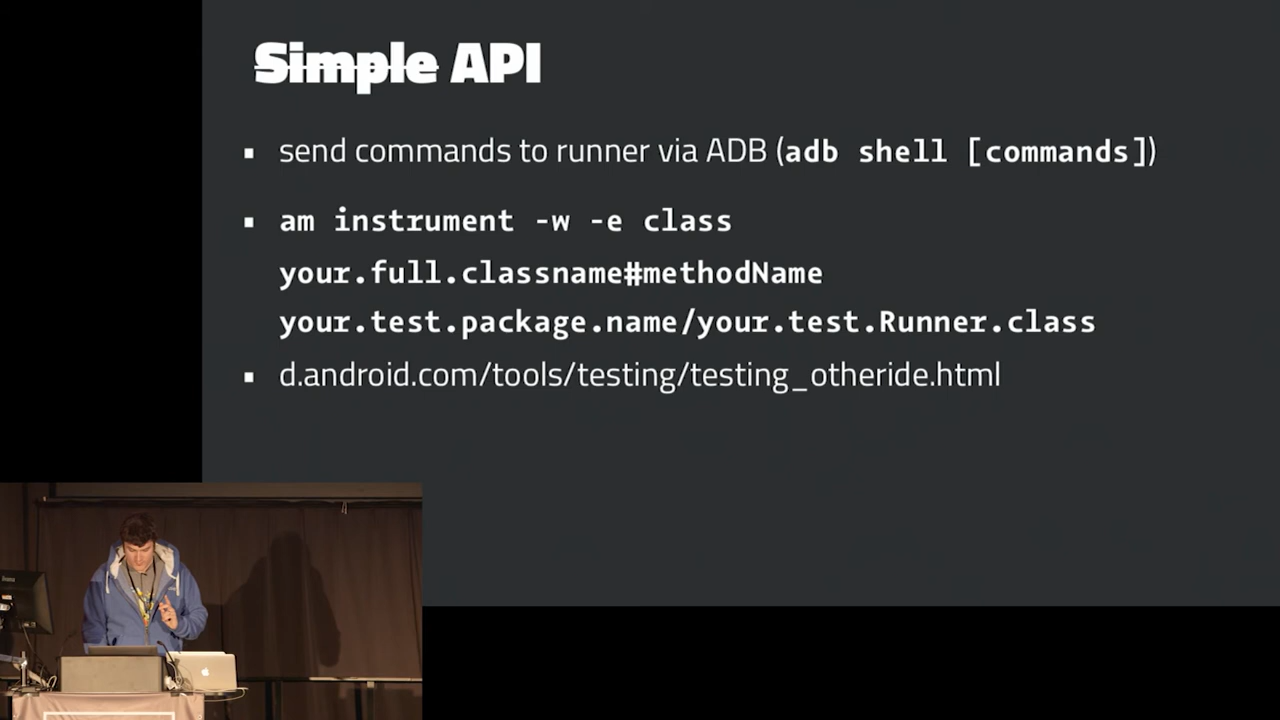 Simple API
▪ send commands to runner via ADB (adb shell [commands])
▪ am instrument -w -e class
your.full.classname#methodName
your.test.package.name/your.test.Runner.class
▪ d.android.com/tools/testing/testing_otheride.html